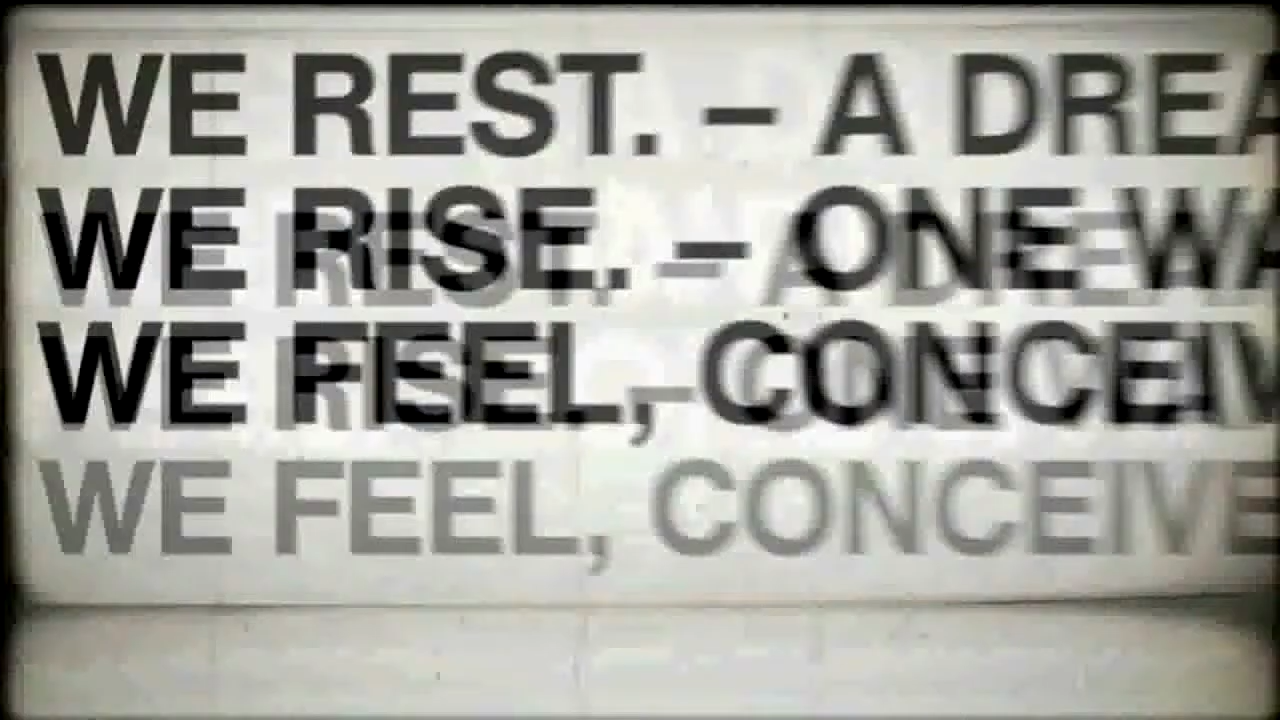 WE REST. – A DREA
WE RISE. – ONE WA
WE FEEL, CONCEIV
WE FEEL, CONCEIVE